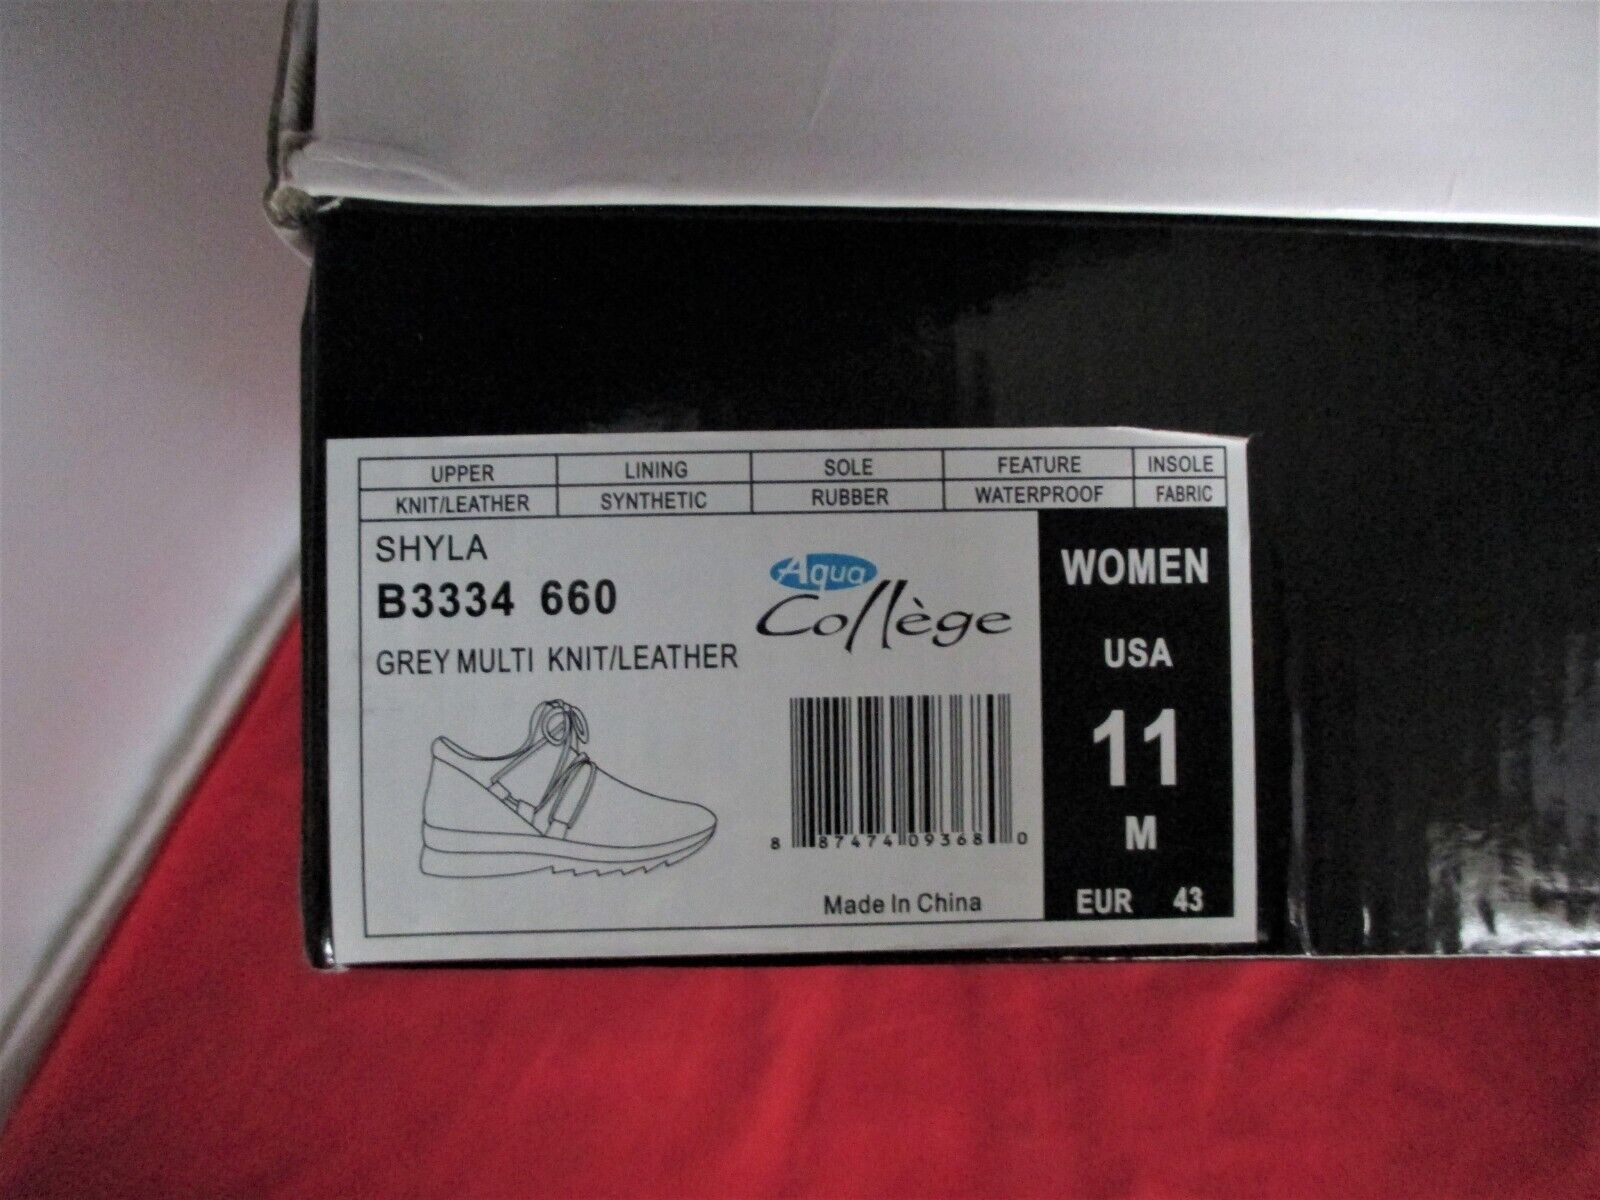 UPPER LINING SOLE FEATURE INSOLE
KNIT/LEATHER SYNTHETIC RUBBER WATERPROOF FABRIC
SHYLA
B3334 660
GREY MULTI KNIT/LEATHER
Aqua
Collège
8 87474 09368 0
Made In China
WOMEN
USA
11
M
EUR 43